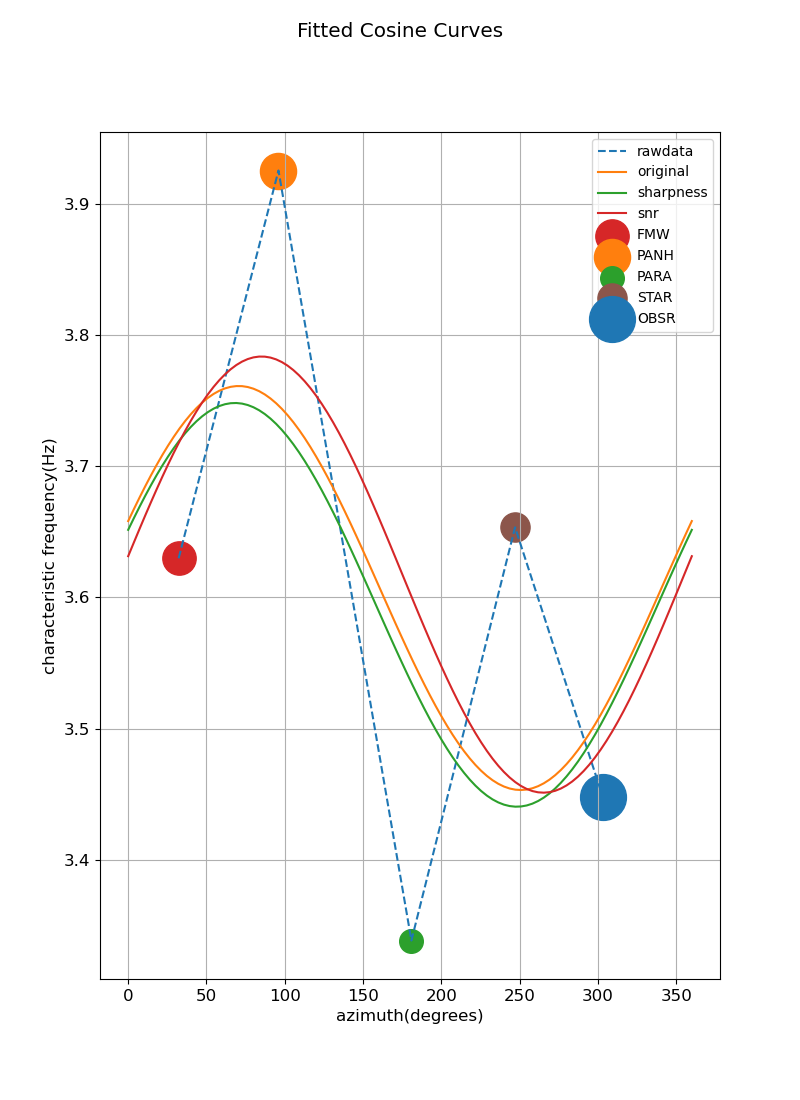 Fitted Cosine Curves
rawdata
original
sharpness
snr
FMW
PANH
PARA
STAR
OBSR
3.9
3.8
3.7
3.6
3.5
3.4
characteristic frequency(Hz)
0 50 100 150 200 250 300 350
azimuth(degrees)